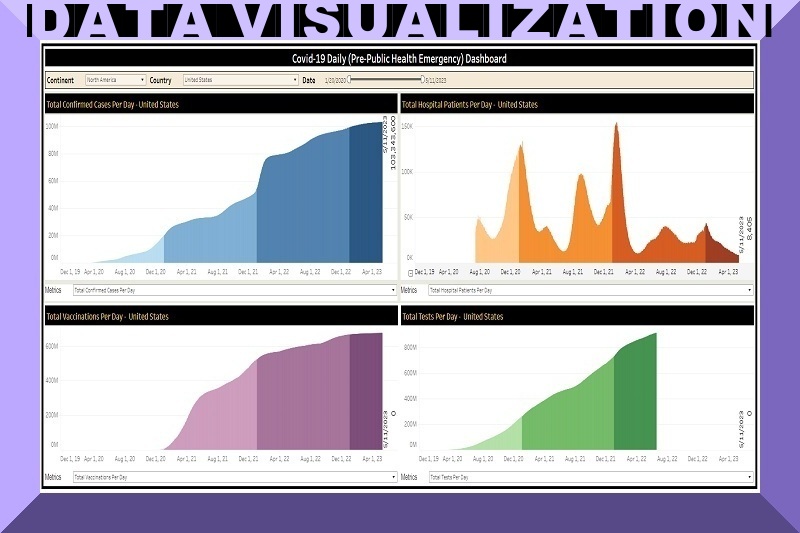 DATA VISUALIZATION
Covid-19 Daily (Pre-Public Health Emergency) Dashboard
Continent North America Country United States Date 1/20/2020 5/11/2023
Total Confirmed Cases Per Day - United States
100M
80M
60M
40M
20M
0M
5/11/2023
Dec 1, 19 Apr 1, 20 Aug 1, 20 Dec 1, 20 Apr 1, 21 Aug 1, 21 Dec 1, 21 Apr 1, 22 Aug 1, 22 Dec 1, 22 Apr 1, 23
Metrics Total Confirmed Cases Per Day
Total Hospital Patients Per Day - United States
150K
100K
50K
0K
5/11/2023
8,405
Dec 1, 19 Apr 1, 20 Aug 1, 20 Dec 1, 20 Apr 1, 21 Aug 1, 21 Dec 1, 21 Apr 1, 22 Aug 1, 22 Dec 1, 22 Apr 1, 23
Metrics Total Hospital Patients Per Day
Total Vaccinations Per Day - United States
600M
400M
200M
0M
5/11/2023
0
Dec 1, 19 Apr 1, 20 Aug 1, 20 Dec 1, 20 Apr 1, 21 Aug 1, 21 Dec 1, 21 Apr 1, 22 Aug 1, 22 Dec 1, 22 Apr 1, 23
Metrics Total Vaccinations Per Day
Total Tests Per Day - United States
800M
600M
400M
200M
0M
5/11/2023
0
Dec 1, 19 Apr 1, 20 Aug 1, 20 Dec 1, 20 Apr 1, 21 Aug 1, 21 Dec 1, 21 Apr 1, 22 Aug 1, 22 Dec 1, 22 Apr 1, 23
Metrics Total Tests Per Day